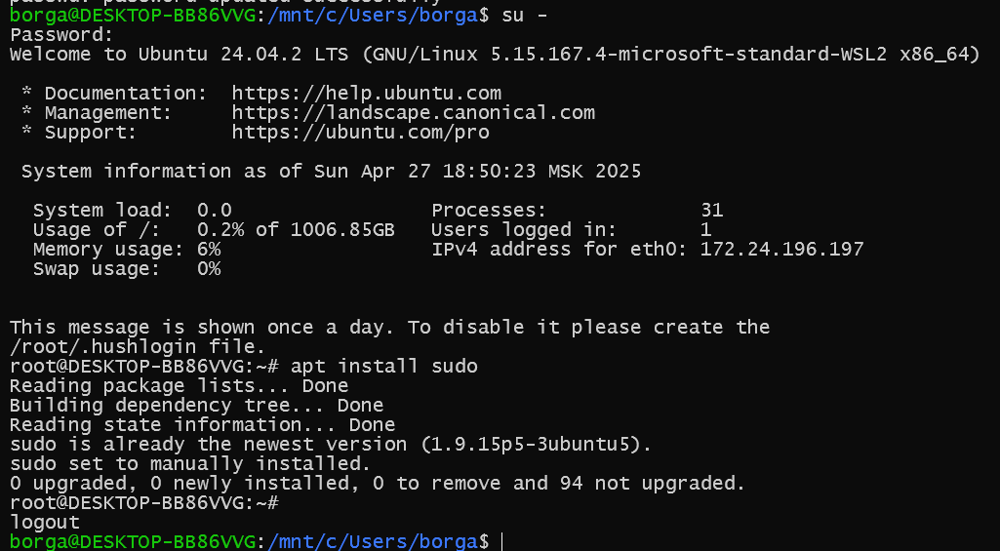 passwd: password updated successfully
borga@DESKTOP-BB86VVG:/mnt/c/Users/borga$ su -
Password:
Welcome to Ubuntu 24.04.2 LTS (GNU/Linux 5.15.167.4-microsoft-standard-WSL2 x86_64)
* Documentation:  https://help.ubuntu.com
* Management:     https://landscape.canonical.com
* Support:        https://ubuntu.com/pro
System information as of Sun Apr 27 18:50:23 MSK 2025
System load:  0.0                   Processes:             31
Usage of /:   0.2% of 1006.85GB   Users logged in:       1
Memory usage: 6%                  IPv4 address for eth0: 172.24.196.197
Swap usage:   0%
This message is shown once a day. To disable it please create the
/root/.hushlogin file.
root@DESKTOP-BB86VVG:~# apt install sudo
Reading package lists... Done
Building dependency tree... Done
Reading state information... Done
sudo is already the newest version (1.9.15p5-3ubuntu5).
sudo set to manually installed.
0 upgraded, 0 newly installed, 0 to remove and 94 not upgraded.
root@DESKTOP-BB86VVG:~#
logout
borga@DESKTOP-BB86VVG:/mnt/c/Users/borga$